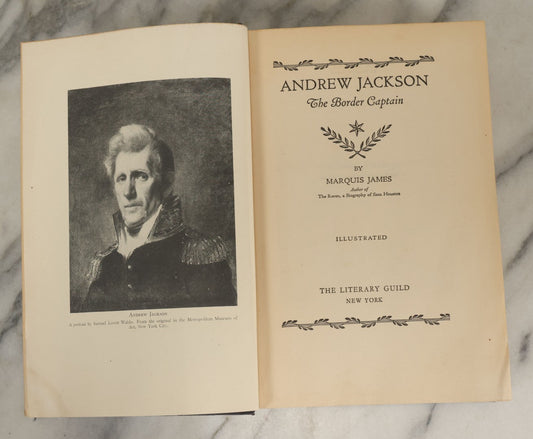 ANDREW JACKSON
A portrait by Samuel Lovett Waldo. From the original in the Metropolitan Museum of
Art, New York City.
ANDREW JACKSON
The Border Captain
BY
MARQUIS JAMES
Author of
The Raven, a Biography of Sam Houston
ILLUSTRATED
THE LITERARY GUILD
NEW YORK